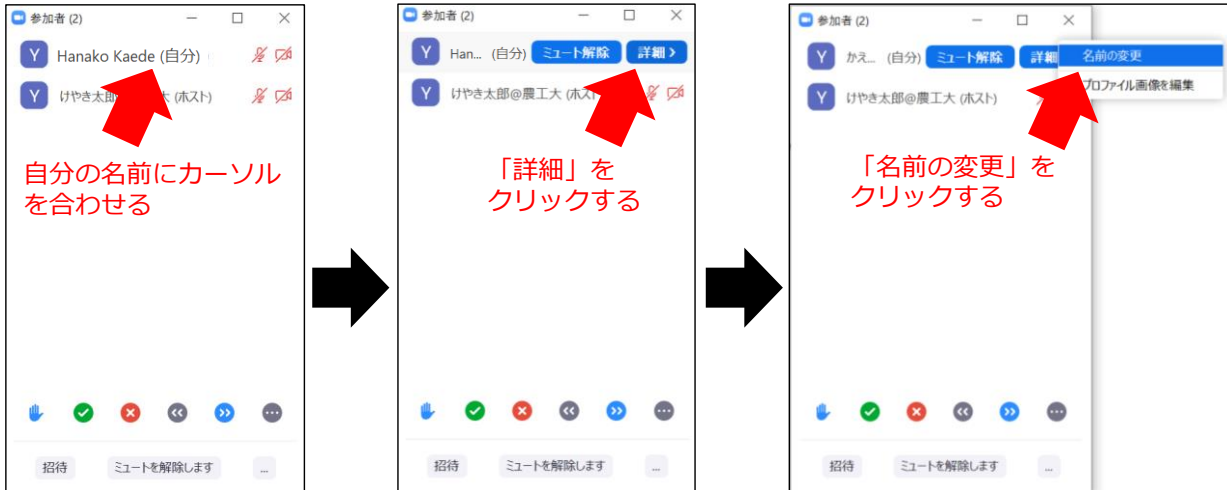 参加者 (2)
Y Hanako Kaede (自分)
Y けやき太郎 大 (ホスト)
自分の名前にカーソル
を合わせる
招待 ミュートを解除します ...
参加者 (2)
Y Han... (自分) ミュート解除 詳細 >
Y けやき太郎@農工大 (ホスト
「詳細」を
クリックする
招待 ミュートを解除します ...
参加者 (2)
Y かえ... (自分) ミュート解除 詳細
名前の変更
Y けやき太郎@農工大 (ホスト)
プロファイル画像を編集
「名前の変更」を
クリックする
招待 ミュートを解除します ...